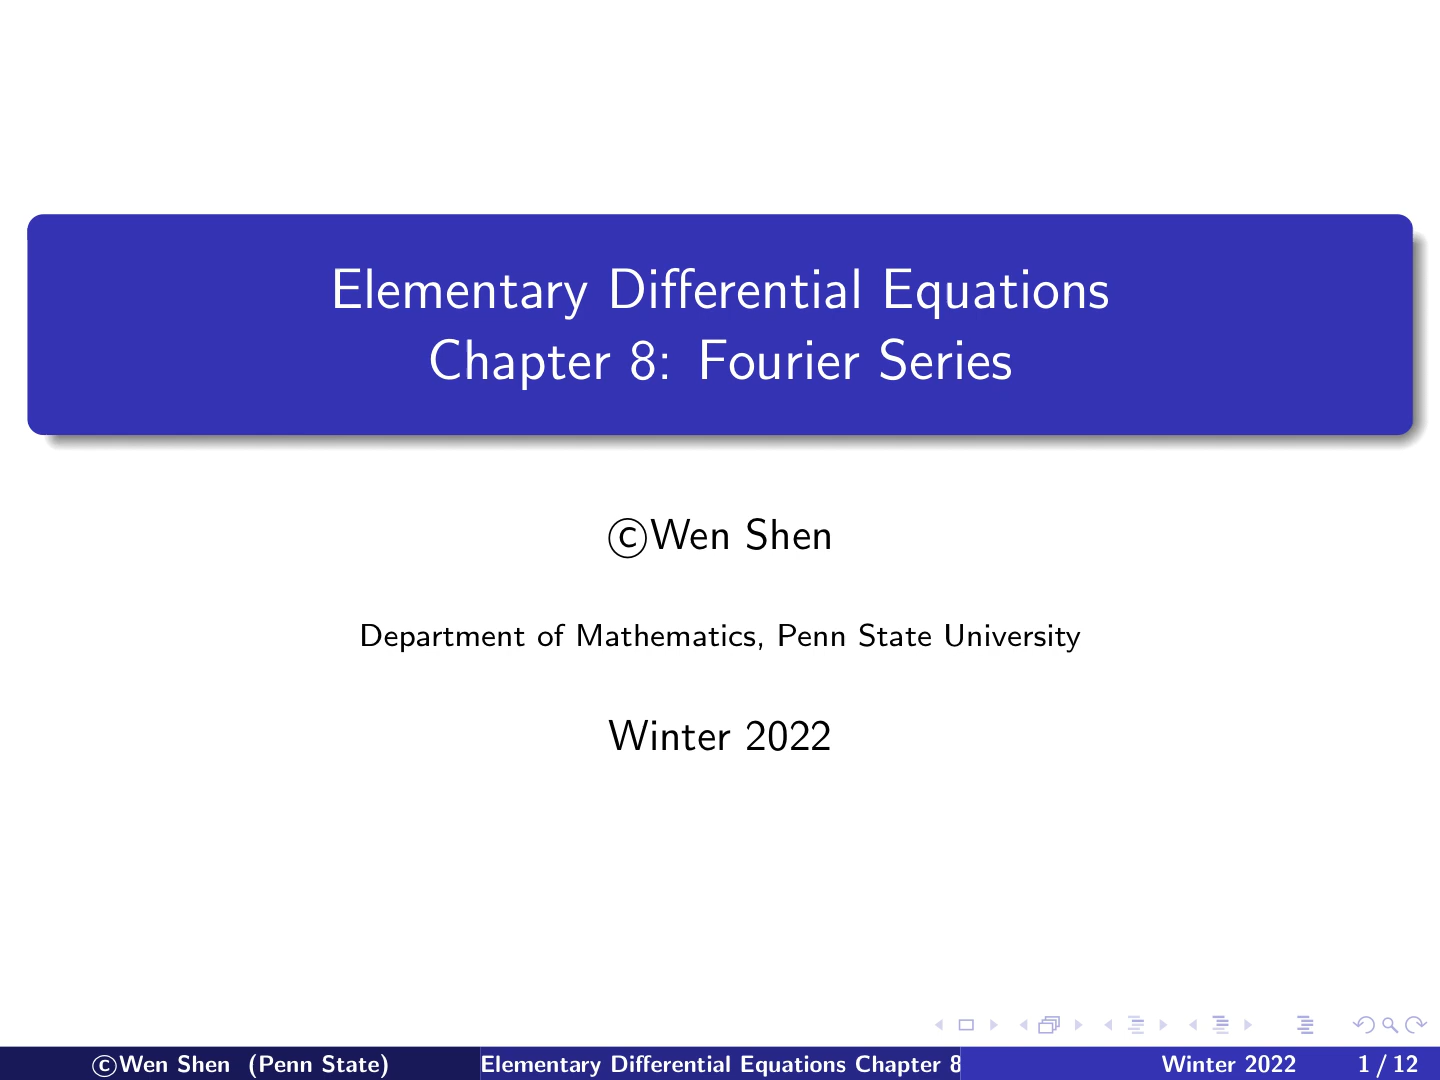 Elementary Differential Equations
Chapter 8: Fourier Series
©Wen Shen
Department of Mathematics, Penn State University
Winter 2022
©Wen Shen (Penn State) Elementary Differential Equations Chapter 8 Winter 2022 1 / 12